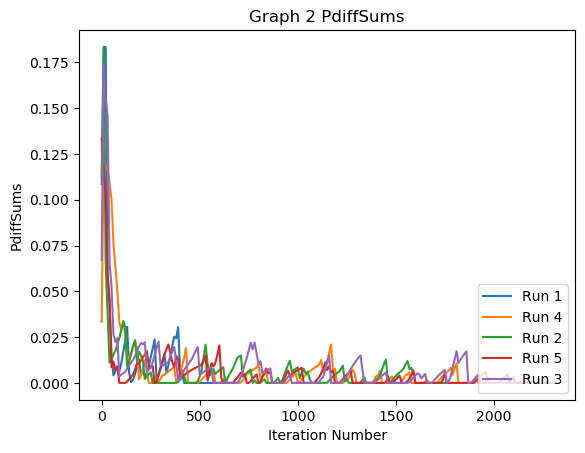 Graph 2 PdiffSums
PdiffSums
0.175
0.150
0.125
0.100
0.075
0.050
0.025
0.000
Run 1
Run 4
Run 2
Run 5
Run 3
0
500
1000
1500
2000
Iteration Number